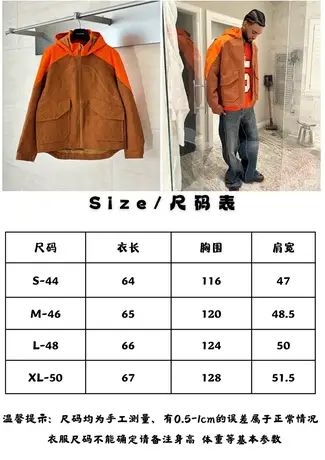 Size/尺码表
尺码 衣长 胸围 肩宽
S-44 64 116 47
M-46 65 120 48.5
L-48 66 124 50
XL-50 67 128 51.5
温馨提示：尺码均为手工测量、有0.5-1cm的误差属于正常情况
衣服尺码不能确定请备注身高 体重等基本参数